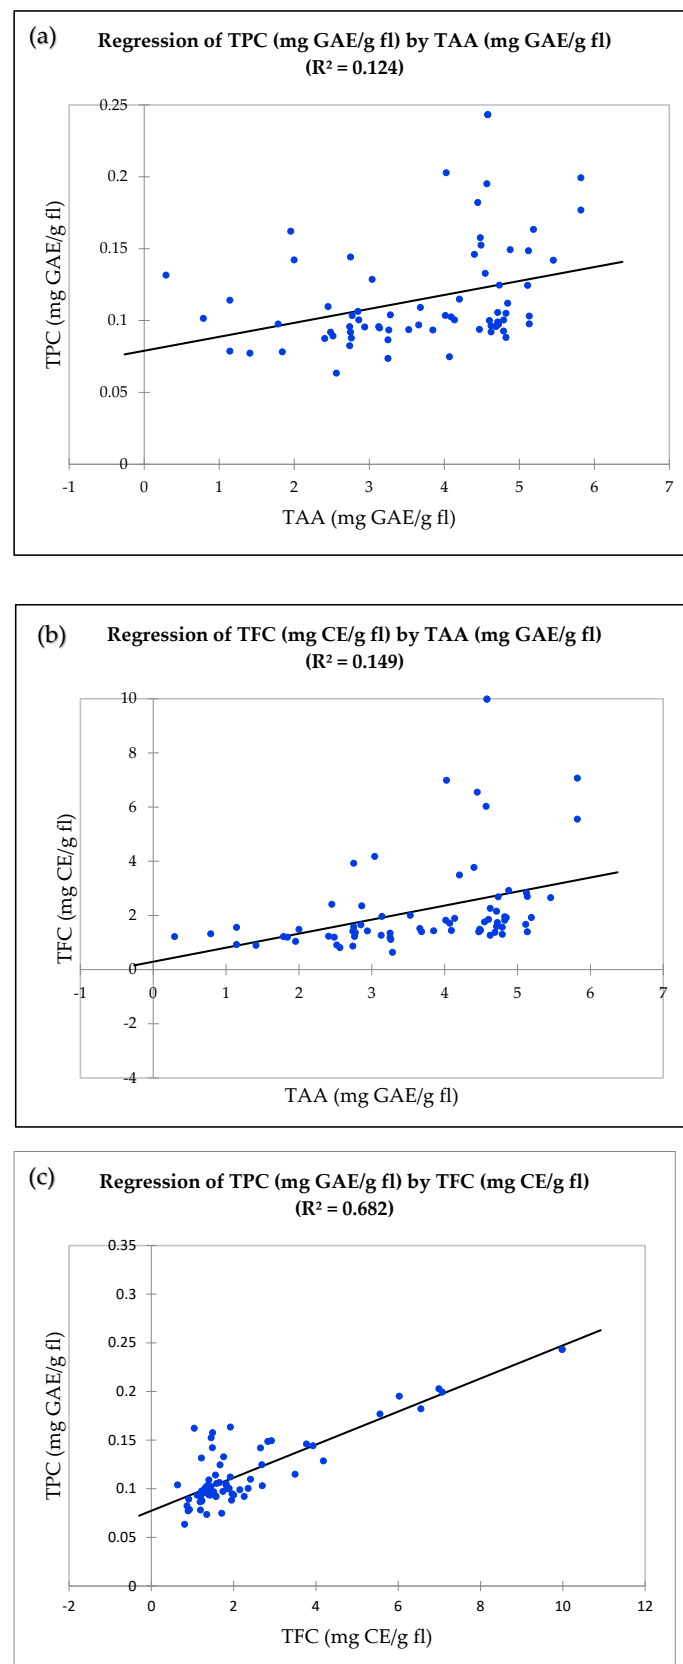 (a)
Regression of TPC (mg GAE/g fl) by TAA (mg GAE/g fl)
(R² = 0.124)
0.25
0.2
0.15
0.1
0.05
0
TPC (mg GAE/g fl)
-1 0 1 2 3 4 5 6 7
TAA (mg GAE/g fl)
(b)
Regression of TFC (mg CE/g fl) by TAA (mg GAE/g fl)
(R² = 0.149)
10
8
6
4
2
0
-2
-4
TFC (mg CE/g fl)
-1 0 1 2 3 4 5 6 7
TAA (mg GAE/g fl)
(c)
Regression of TPC (mg GAE/g fl) by TFC (mg CE/g fl)
(R² = 0.682)
0.35
0.3
0.25
0.2
0.15
0.1
0.05
0
TPC (mg GAE/g fl)
-2 0 2 4 6 8 10 12
TFC (mg CE/g fl)